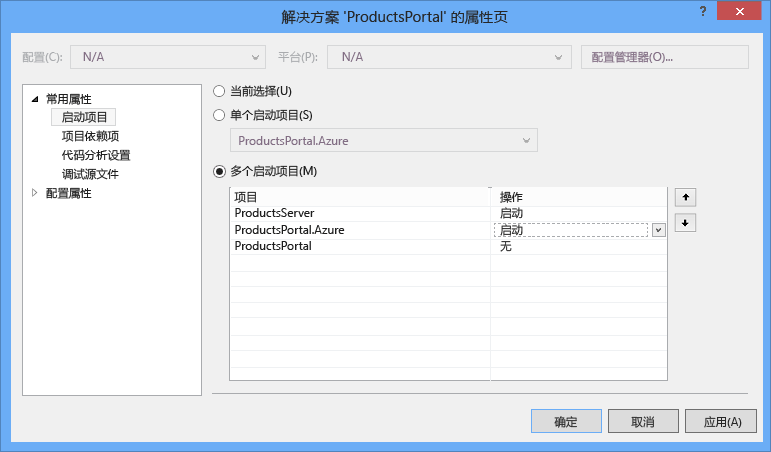 解决方案 'ProductsPortal' 的属性页
?
配置(C): N/A 平台(P): N/A 配置管理器(O)...
常用属性
启动项目
项目依赖项
代码分析设置
调试源文件
配置属性
当前选择(U)
单个启动项目(S)
ProductsPortal.Azure
多个启动项目(M)
项目 操作
ProductsServer 启动
ProductsPortal.Azure 启动
ProductsPortal 无
确定 取消 应用(A)